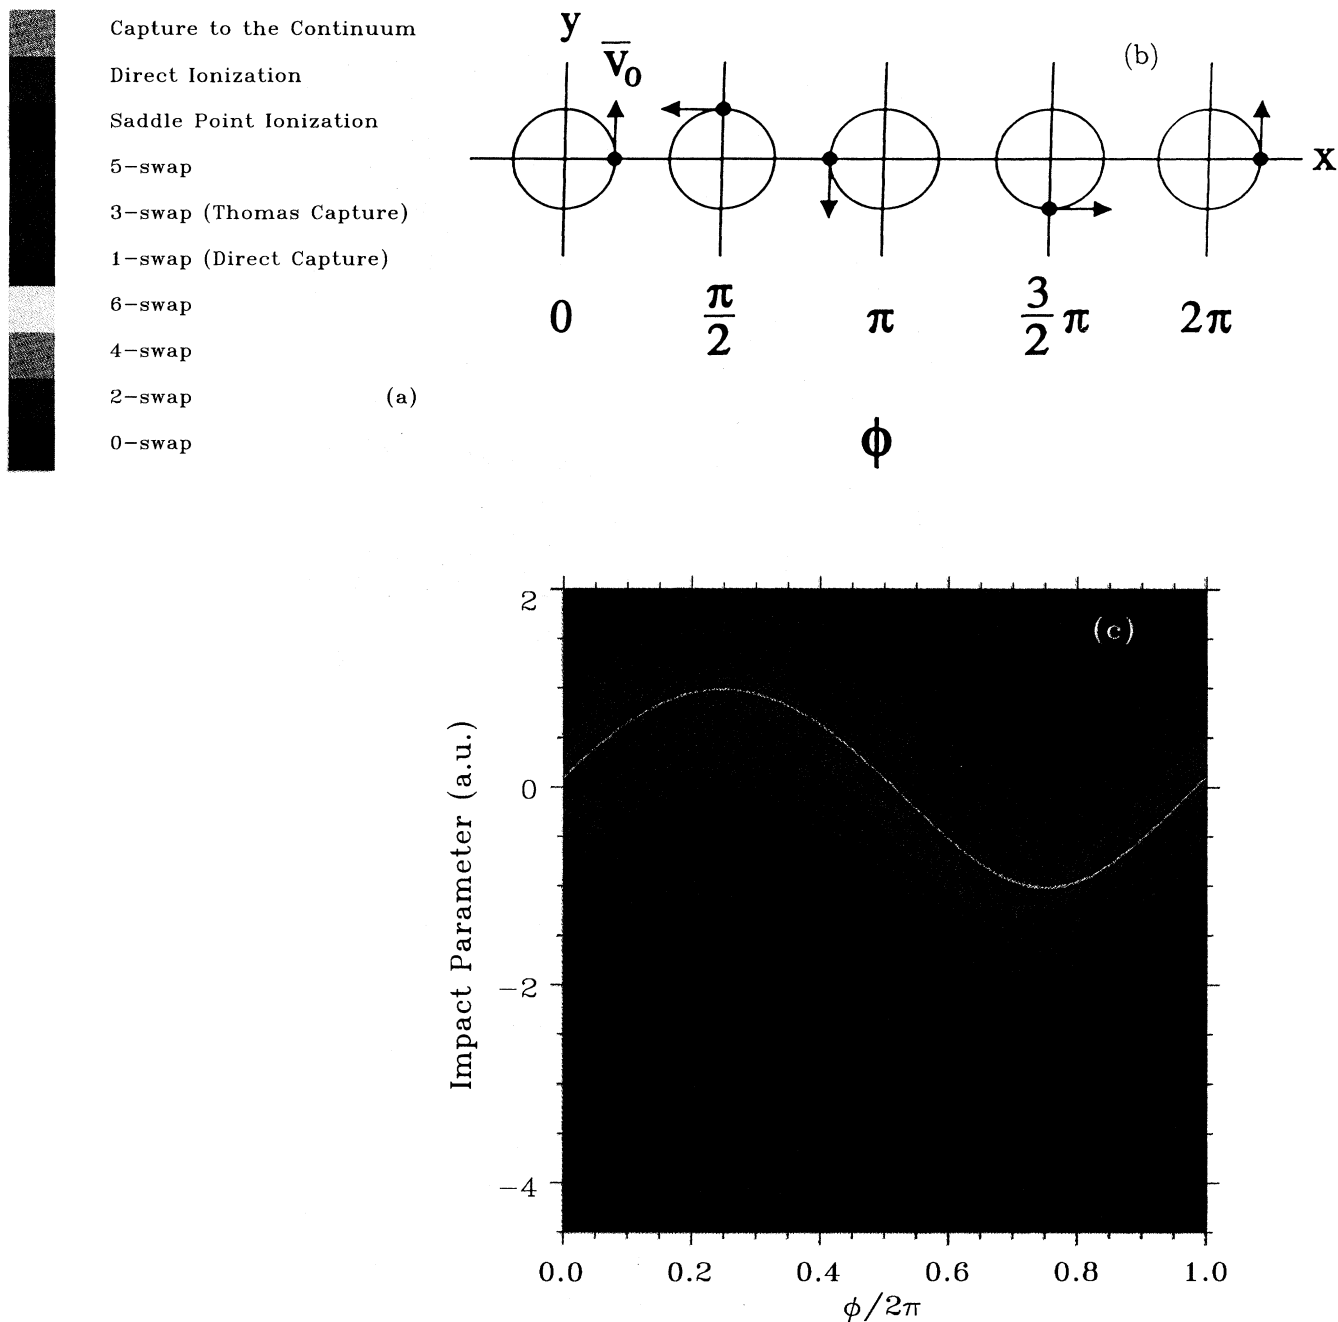 Capture to the Continuum
Direct Ionization
Saddle Point Ionization
5-swap
3-swap (Thomas Capture)
1-swap (Direct Capture)
6-swap
4-swap
2-swap
0-swap
(a)
y
v̅₀
(b)
x
0
π/2
π
3/2 π
2π
ϕ
(c)
2
0
−2
−4
Impact Parameter (a.u.)
0.0 0.2 0.4 0.6 0.8 1.0
ϕ/2π